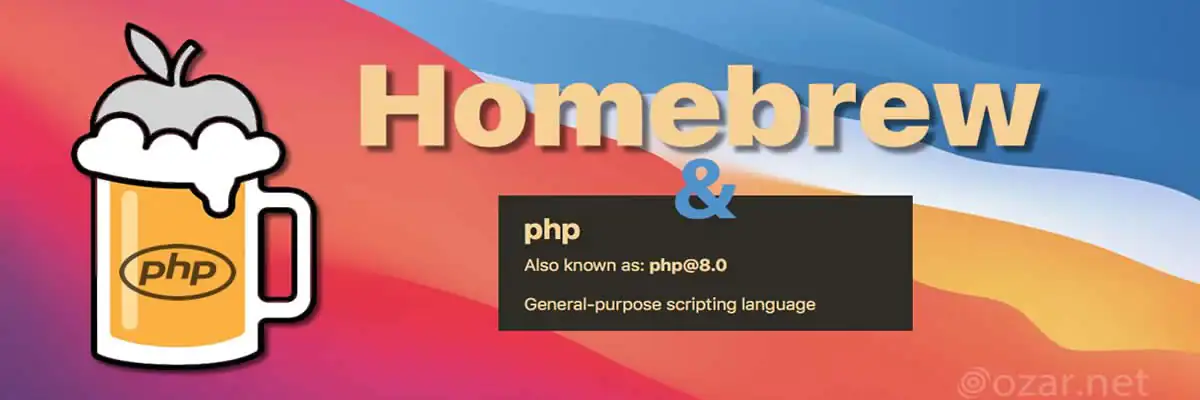 Homebrew
&
php
Also known as: php@8.0
General-purpose scripting language
php
ozar.net